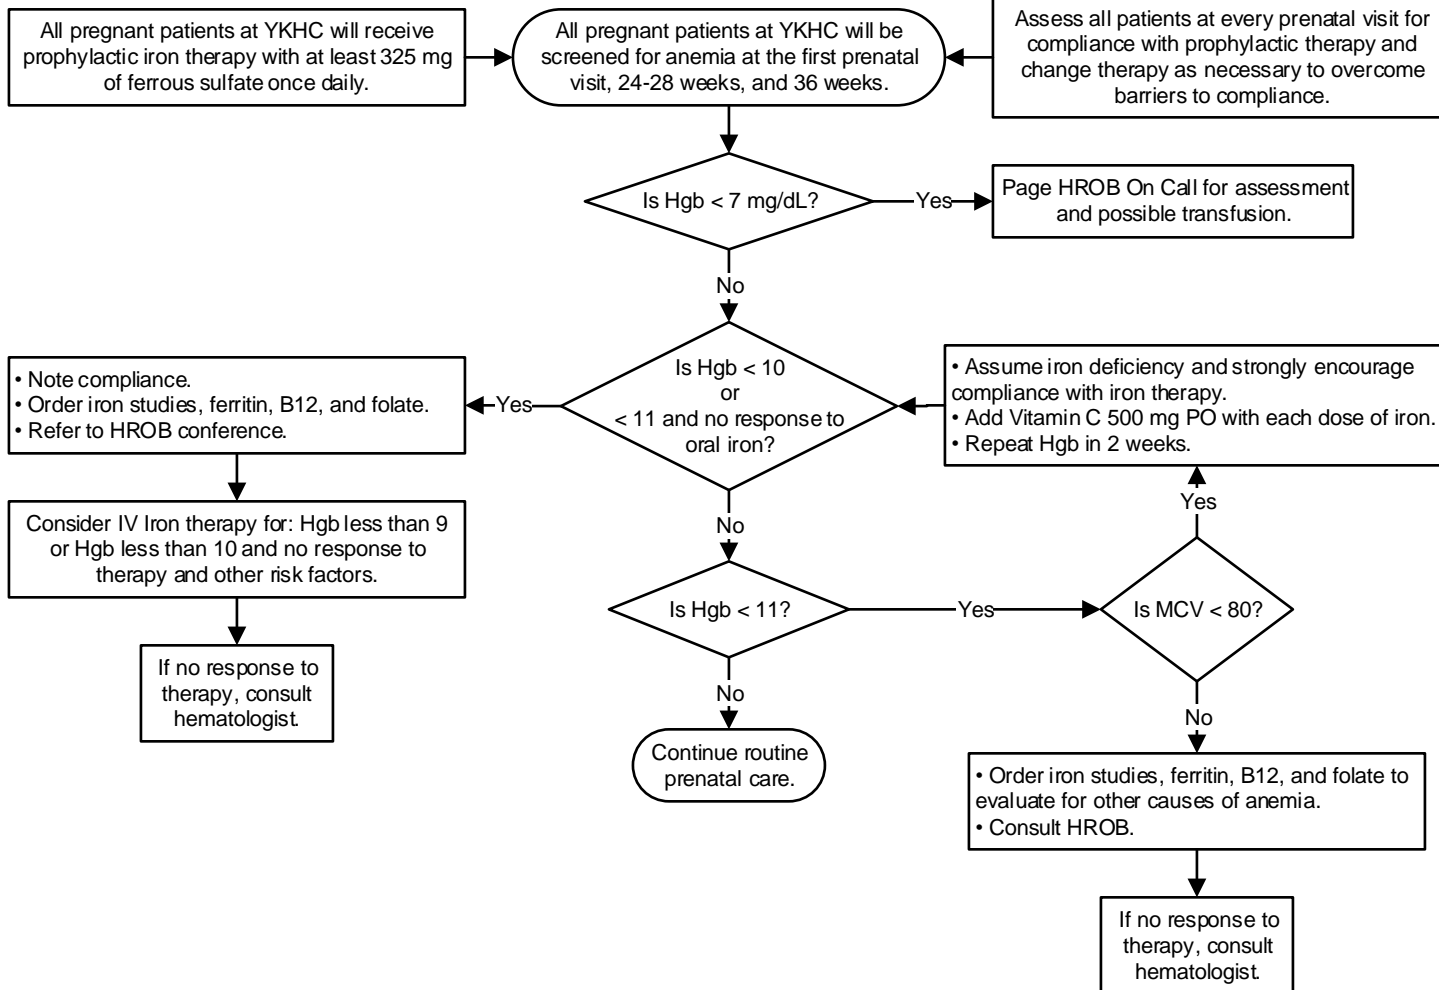 All pregnant patients at YKHC will receive
prophylactic iron therapy with at least 325 mg
of ferrous sulfate once daily.
All pregnant patients at YKHC will be
screened for anemia at the first prenatal
visit, 24-28 weeks, and 36 weeks.
Assess all patients at every prenatal visit for
compliance with prophylactic therapy and
change therapy as necessary to overcome
barriers to compliance.
Is Hgb < 7 mg/dL?
Yes
Page HROB On Call for assessment
and possible transfusion.
No
Is Hgb < 10
or
< 11 and no response to
oral iron?
Yes
• Note compliance.
• Order iron studies, ferritin, B12, and folate.
• Refer to HROB conference.
• Assume iron deficiency and strongly encourage
compliance with iron therapy.
• Add Vitamin C 500 mg PO with each dose of iron.
• Repeat Hgb in 2 weeks.
Consider IV Iron therapy for: Hgb less than 9
or Hgb less than 10 and no response to
therapy and other risk factors.
If no response to
therapy, consult
hematologist.
No
Is Hgb < 11?
Yes
Is MCV < 80?
Yes
No
Continue routine
prenatal care.
No
• Order iron studies, ferritin, B12, and folate to
evaluate for other causes of anemia.
• Consult HROB.
If no response to
therapy, consult
hematologist.